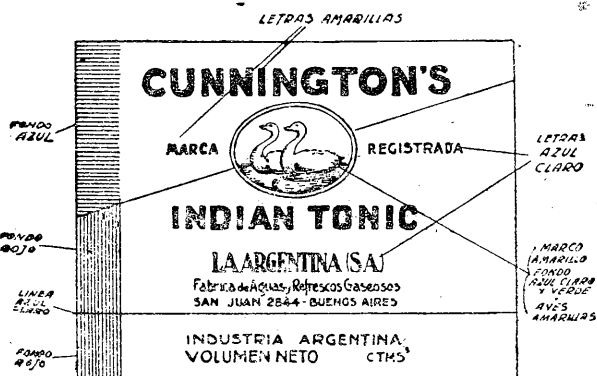 LETRAS AMARILLAS
CUNNINGTON'S
FONDO
AZUL
MARCA
REGISTRADA
LETRAS
AZUL
CLARO
INDIAN TONIC
FONDO
ROJO
LA ARGENTINA (S.A.)
Fabrica de Aguas y Refrescos Gaseosos
SAN JUAN 2844 - BUENOS AIRES
MARCO
AMARILLO
FONDO
AZUL CLARO
Y VERDE
AVES
AMARILLAS
LINEA
AZUL
CLARO
INDUSTRIA ARGENTINA
VOLUMEN NETO CTMS³
FONDO
ROJO